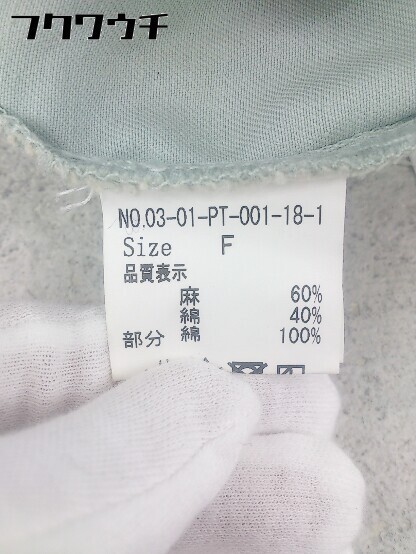 フクウウチ
NO.03-01-PT-001-18-1
Size F
品質表示
麻 60%
綿 40%
部分 綿 100%